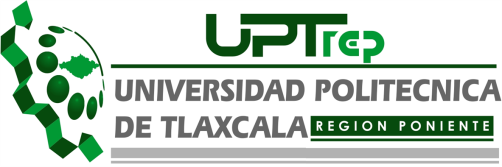 UPTrep
UNIVERSIDAD POLITECNICA
DE TLAXCALA REGION PONIENTE